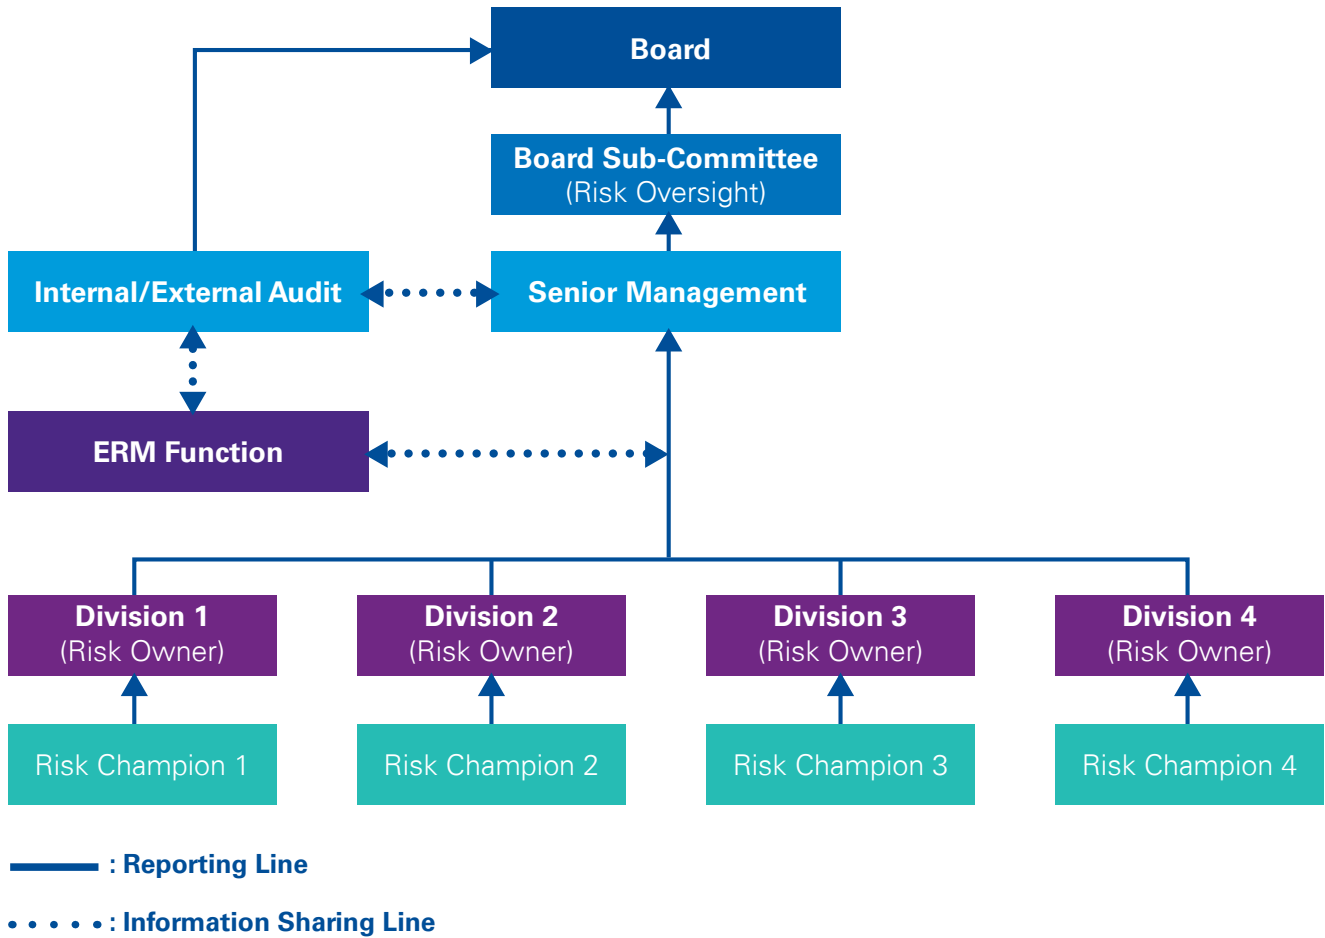 Board
Board Sub-Committee
(Risk Oversight)
Internal/External Audit
Senior Management
ERM Function
Division 1
(Risk Owner)
Division 2
(Risk Owner)
Division 3
(Risk Owner)
Division 4
(Risk Owner)
Risk Champion 1
Risk Champion 2
Risk Champion 3
Risk Champion 4
: Reporting Line
: Information Sharing Line